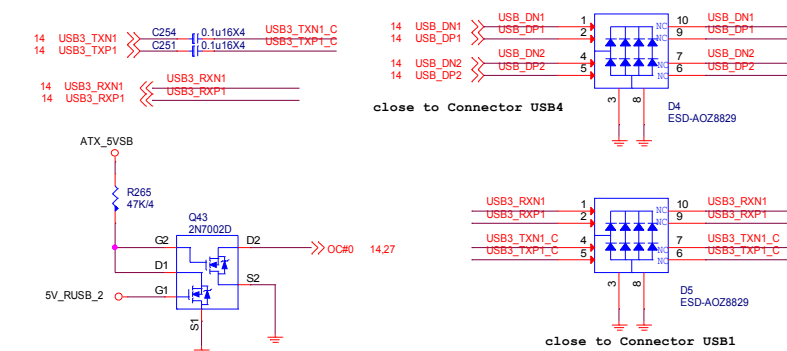 14 USB3_TXN1 C254 0.1u16X4 USB3_TXN1_C
14 USB3_TXP1 C251 0.1u16X4 USB3_TXP1_C
14 USB3_RXN1 USB3_RXN1
14 USB3_RXP1 USB3_RXP1
14 USB_DN1 USB_DN1 1 NC 10 USB_DN1
14 USB_DP1 USB_DP1 2 9 USB_DP1
14 USB_DN2 USB_DN2 4 7 USB_DN2
14 USB_DP2 USB_DP2 5 NC 6 USB_DP2
3 8
close to Connector USB4
D4
ESD-AOZ8829
ATX_5VSB
R265
47K/4
Q43
2N7002D
G2 D2 OC#0 14,27
D1 S2
5V_RUSB_2 G1
S1
USB3_RXN1 1 NC 10 USB3_RXN1
USB3_RXP1 2 9 USB3_RXP1
USB3_TXN1_C 4 7 USB3_TXN1_C
USB3_TXP1_C 5 NC 6 USB3_TXP1_C
3 8
D5
ESD-AOZ8829
close to Connector USB1